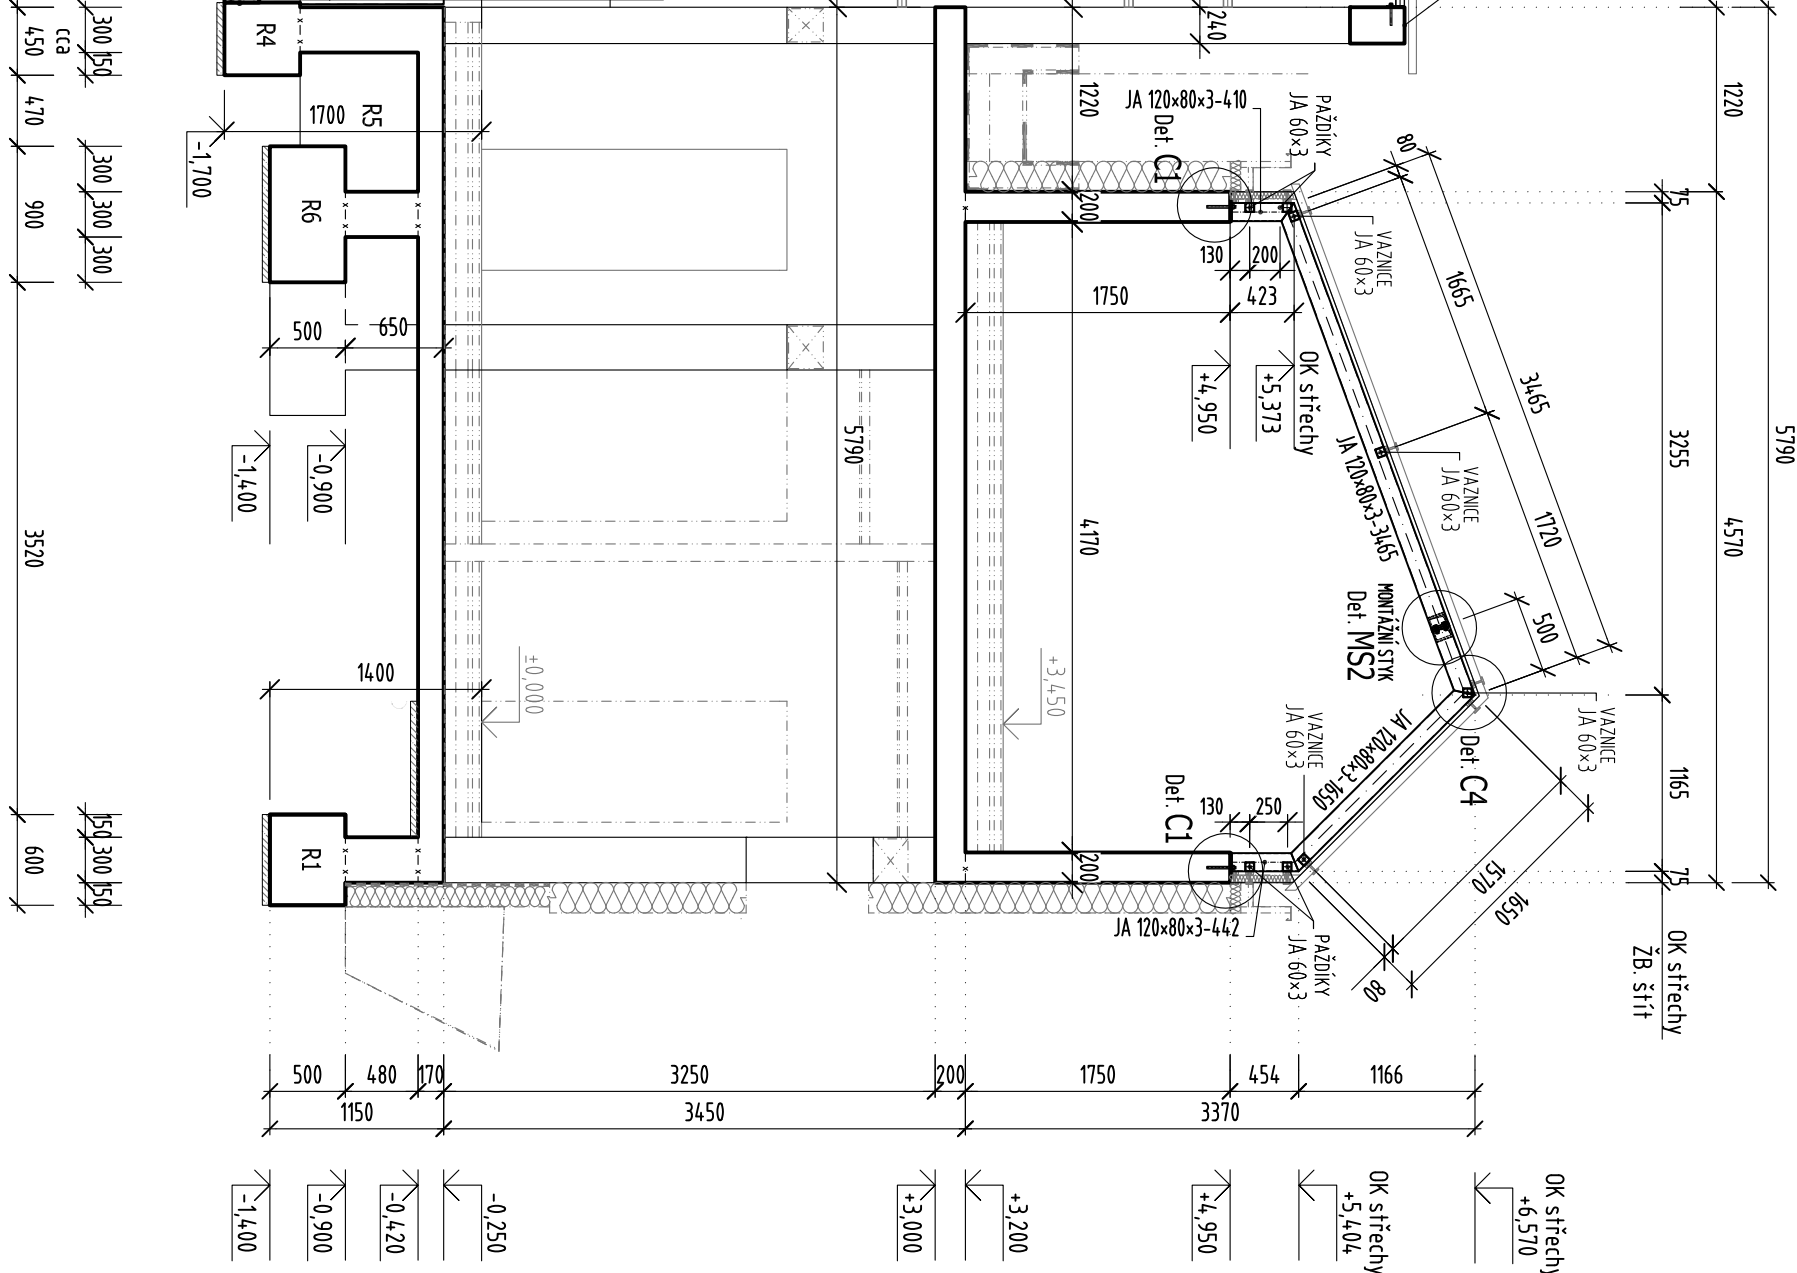 300
150
450
cca
R4
470
300
300
300
900
R6
R5
1700
-1,700
500
650
-1,400
-0,900
3520
1400
±0,000
150
300
150
600
R1
240
1220
1220
JA 120×80×3-410
Det. C1
PAŽDÍKY
JA 60×3
200
130
200
1750
423
OK střechy
+5,373
+4,950
VAZNICE
JA 60×3
80
1665
3465
75
3255
4570
5790
5790
4170
JA 120×80×3-3465
VAZNICE
JA 60×3
1720
MONTÁŽNÍ STYK
Det. MS2
500
+3,450
VAZNICE
JA 60×3
Det. C4
VAZNICE
JA 60×3
JA 120×80×3-1650
Det. C1
130
250
200
1165
75
1570
1650
80
JA 120×80×3-442
PAŽDÍKY
JA 60×3
OK střechy
ŽB. štít
500
480
170
3250
200
1750
454
1166
1150
3450
3370
-1,400
-0,900
-0,420
-0,250
+3,000
+3,200
+4,950
OK střechy
+5,404
OK střechy
+6,570